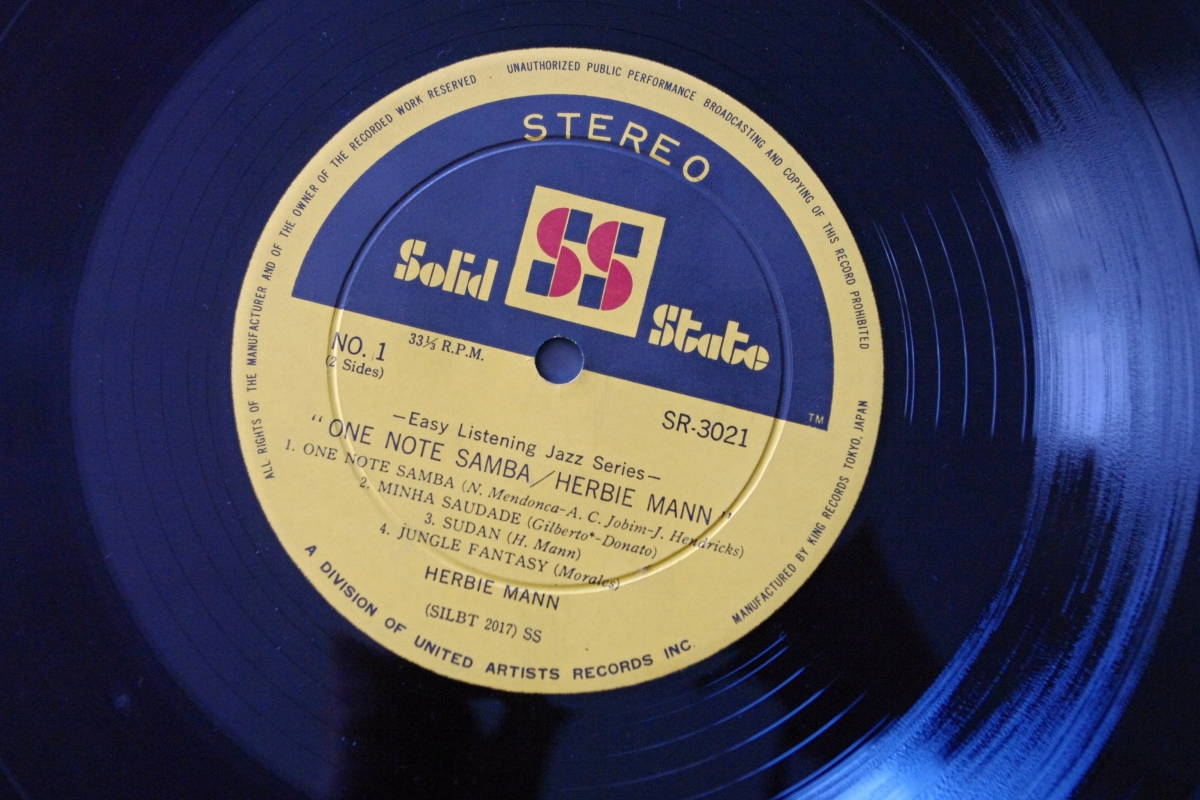 ALL RIGHTS OF THE MANUFACTURER AND OF THE OWNER OF THE RECORDED WORK RESERVED
UNAUTHORIZED PUBLIC PERFORMANCE BROADCASTING AND COPYING OF THIS RECORD PROHIBITED
STEREO
SS
Solid State
TM
NO. 1
33⅓ R.P.M.
(2 Sides)
SR-3021
—Easy Listening Jazz Series—
“ONE NOTE SAMBA/HERBIE MANN”
1. ONE NOTE SAMBA (N. Mendonca-A. C. Jobim-J. Hendricks)
2. MINHA SAUDADE (Gilberto*-Donato)
3. SUDAN (H. Mann)
4. JUNGLE FANTASY (Morales)
HERBIE MANN
(SILBT 2017) SS
A DIVISION OF UNITED ARTISTS RECORDS INC.
MANUFACTURED BY KING RECORDS TOKYO, JAPAN